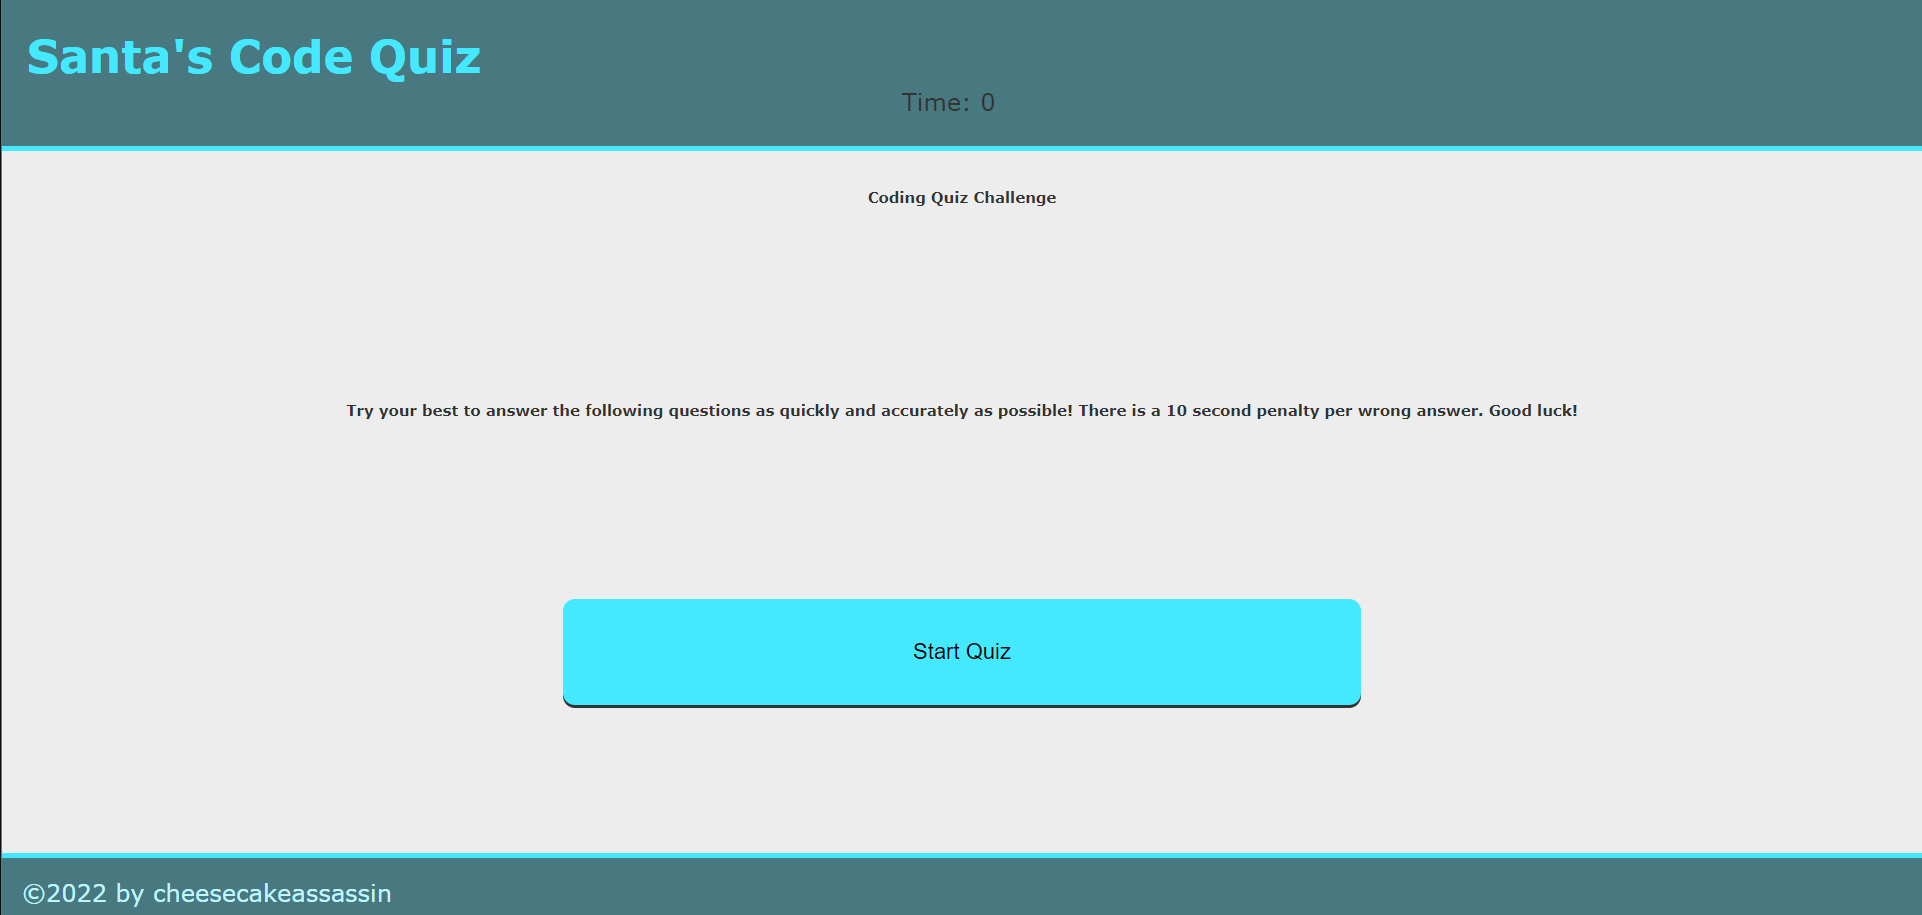 Santa's Code Quiz
Time: 0
Coding Quiz Challenge
Try your best to answer the following questions as quickly and accurately as possible! There is a 10 second penalty per wrong answer. Good luck!
Start Quiz
©2022 by cheesecakeassassin